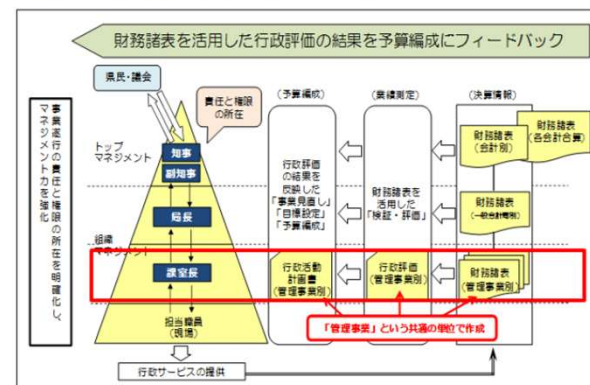 財務諸表を活用した行政評価の結果を予算編成にフィードバック
県民・議会
責任と権限
の所在
事業遂行の責任と権限の所在を明確化し、
マネジメント力を強化
トップ
マネジメント
知事
副知事
局長
組織
マネジメント
課室長
担当職員
(現場)
行政サービスの提供
(予算編成)
行政評価
の結果を
反映した
「事業見直し」
「目標設定」
「予算編成」
行政活動
計画書
(管理事業別)
(業績測定)
財務諸表を
活用した
「検証・評価」
行政評価
(管理事業別)
(決算情報)
財務諸表
(会計別)
財務諸表
(各会計合算)
財務諸表
(一般会計局別)
財務諸表
(管理事業別)
「管理事業」という共通の単位で作成